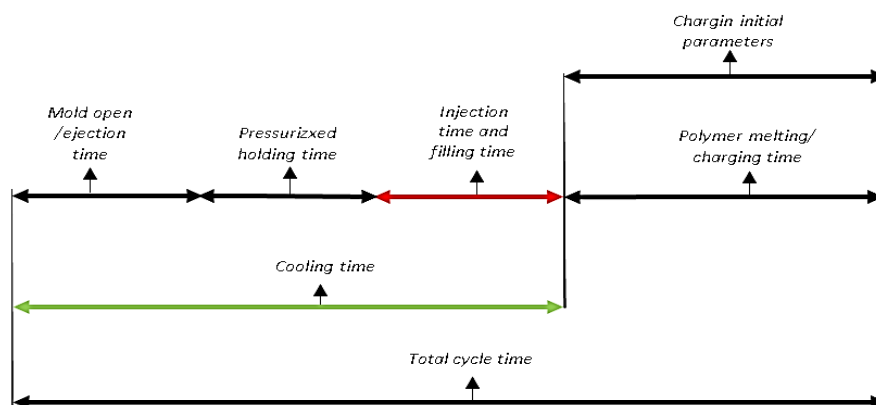 Chargin initial
parameters
Mold open
/ejection
time
Pressurizxed
holding time
Injection
time and
filling time
Polymer melting/
charging time
Cooling time
Total cycle time